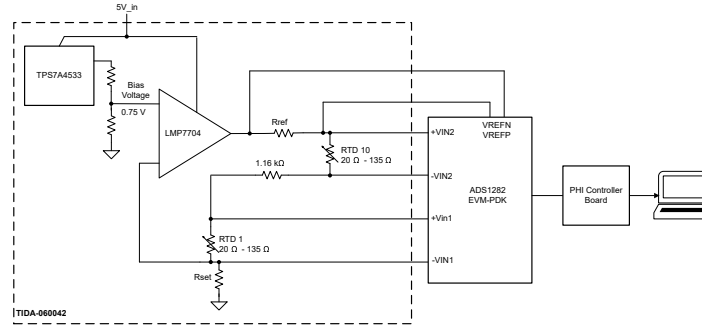 5V_in
TPS7A4533
Bias
Voltage
0.75 V
LMP7704
Rref
1.16 kΩ
RTD 10
20 Ω - 135 Ω
RTD 1
20 Ω - 135 Ω
Rset
+VIN2
VREFN
VREFP
-VIN2
ADS1282
EVM-PDK
+Vin1
-VIN1
PHI Controller
Board
TIDA-060042